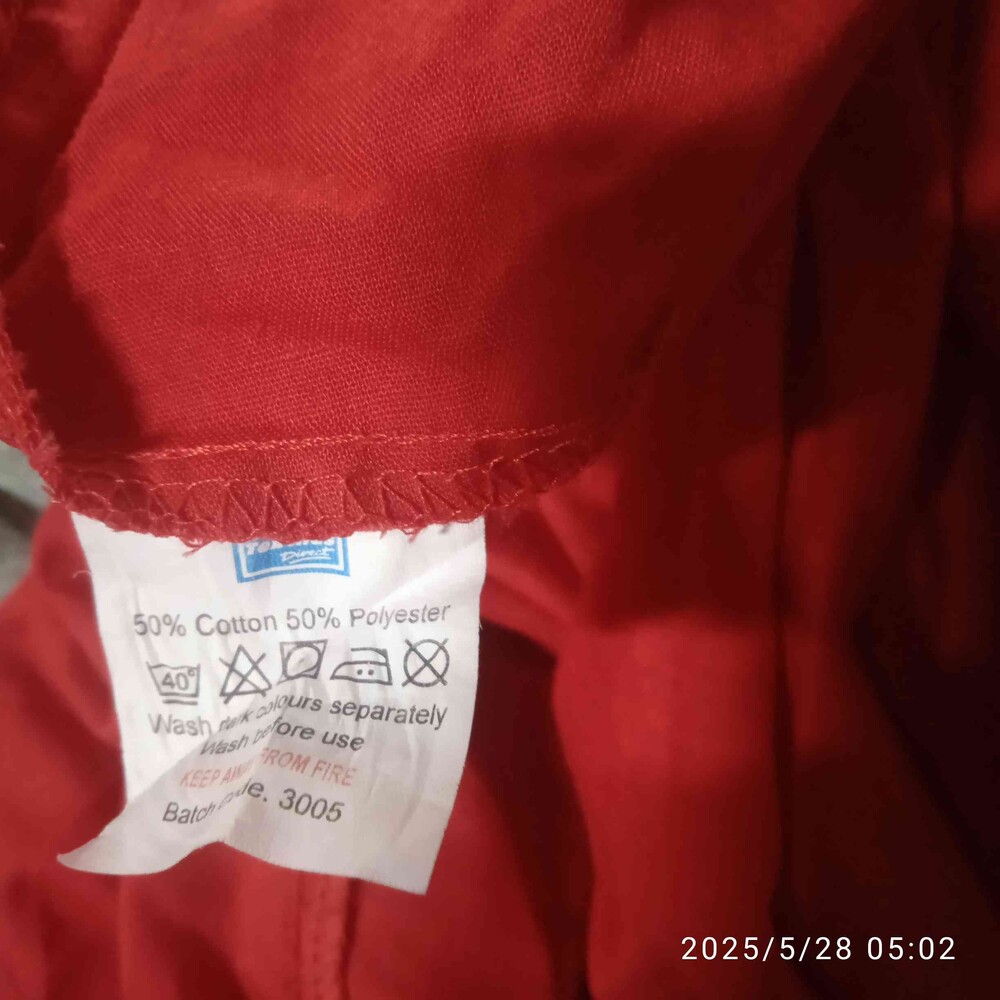 Direct
50% Cotton 50% Polyester
40°
Wash dark colours separately
Wash before use
KEEP AWAY FROM FIRE
Batch code. 3005
2025/5/28 05:02